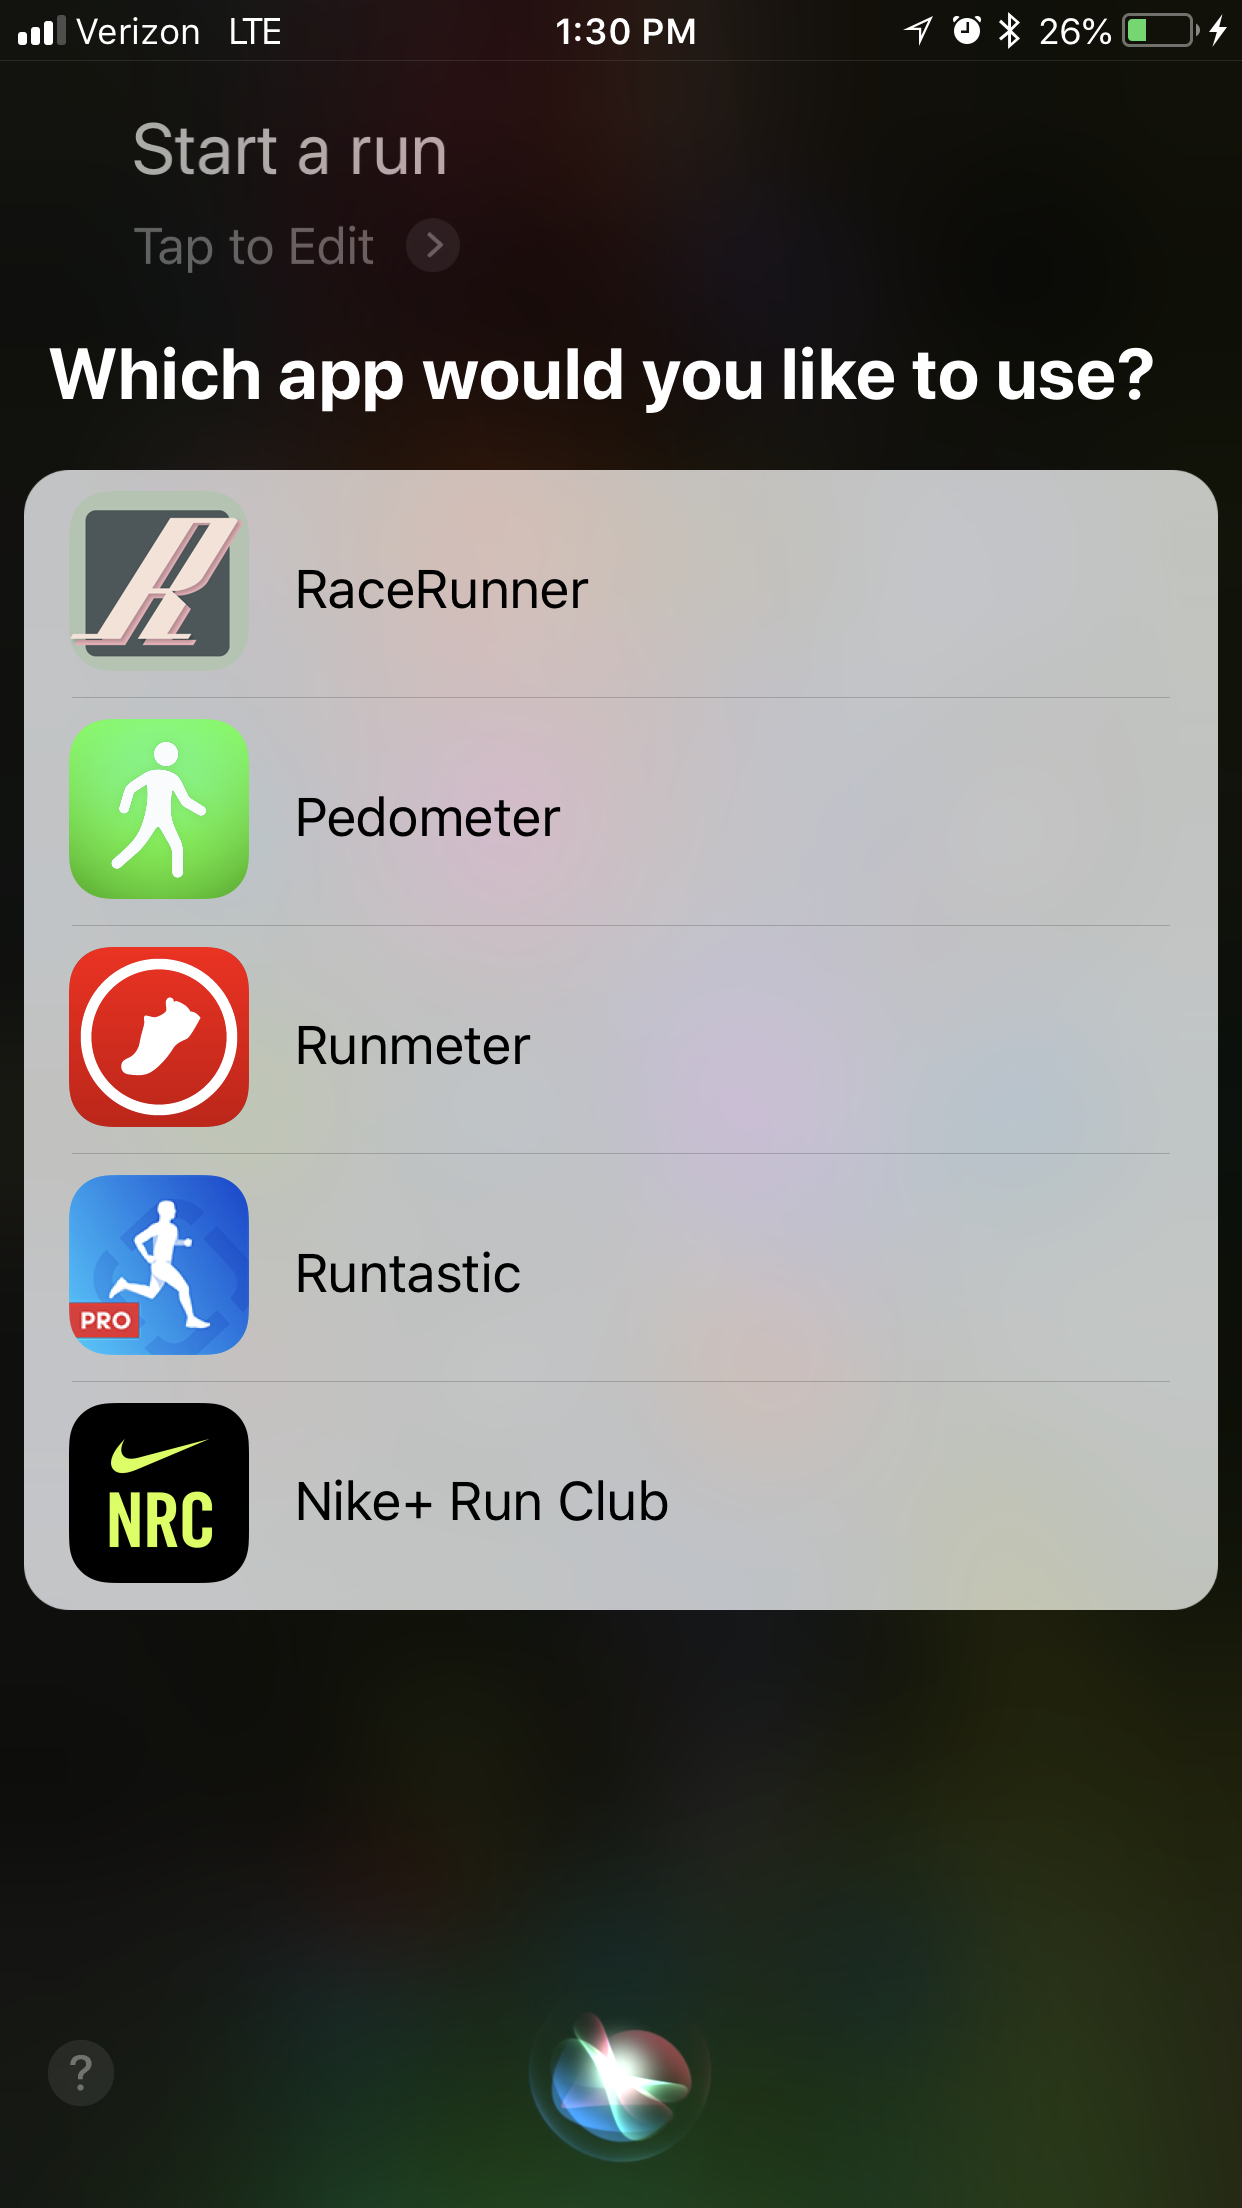 Verizon LTE 1:30 PM 26%
Start a run
Tap to Edit
Which app would you like to use?
RaceRunner
Pedometer
Runmeter
PRO
Runtastic
NRC
Nike+ Run Club
?